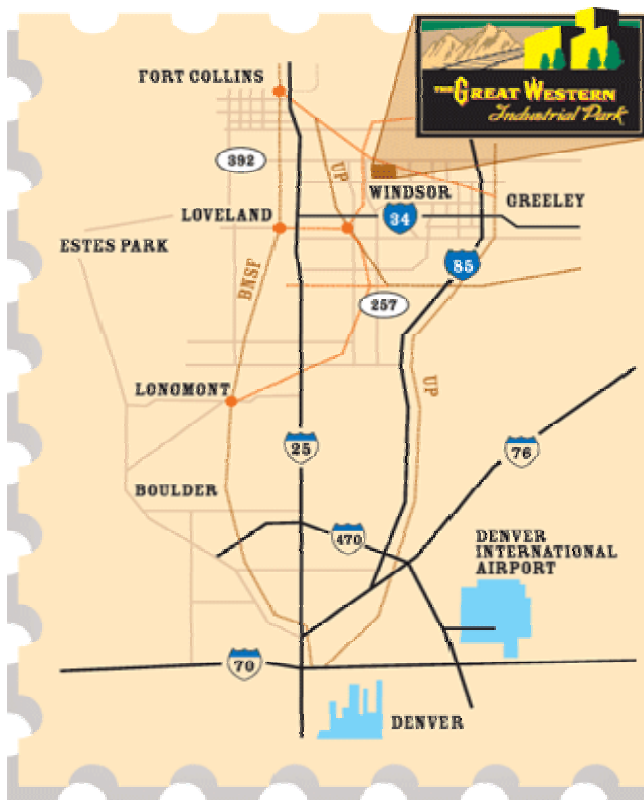 FORT COLLINS
THE GREAT WESTERN
Industrial Park
392
UP
WINDSOR
GREELEY
LOVELAND
34
ESTES PARK
85
BNSF
257
LONGMONT
UP
25
76
BOULDER
470
DENVER
INTERNATIONAL
AIRPORT
70
DENVER